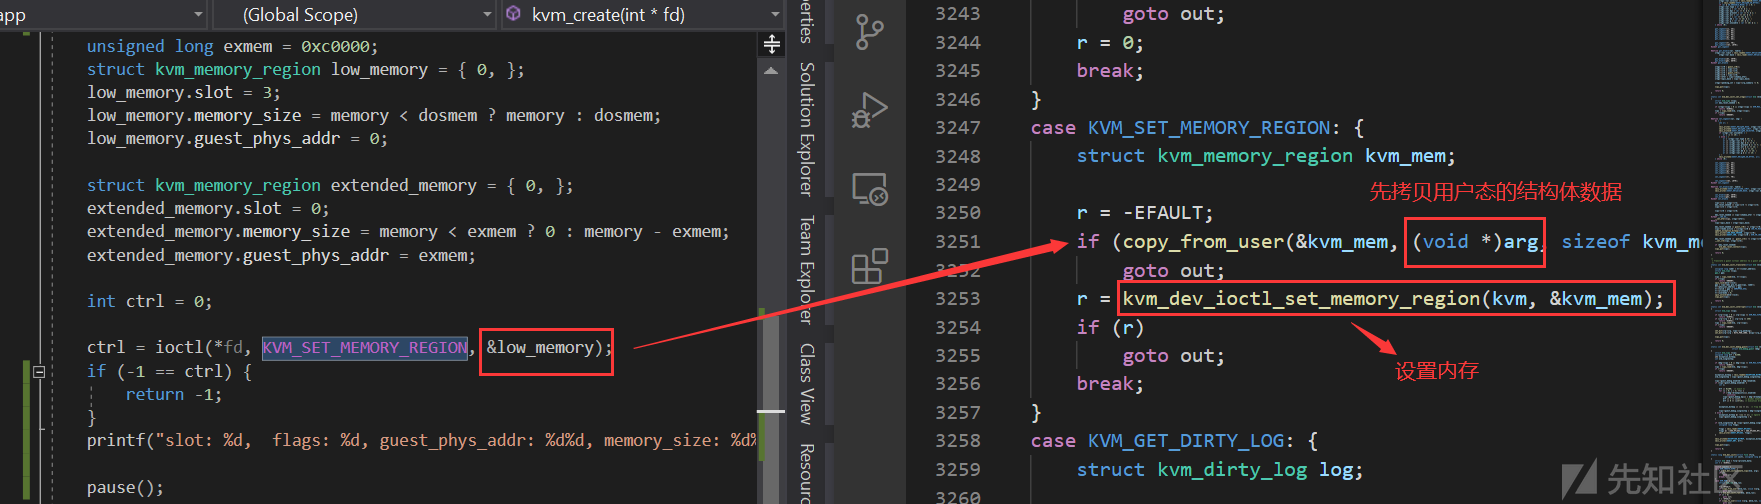 app
(Global Scope)
kvm_create(int * fd)
unsigned long exmem = 0xc0000;
struct kvm_memory_region low_memory = { 0, };
low_memory.slot = 3;
low_memory.memory_size = memory < dosmem ? memory : dosmem;
low_memory.guest_phys_addr = 0;
struct kvm_memory_region extended_memory = { 0, };
extended_memory.slot = 0;
extended_memory.memory_size = memory < exmem ? 0 : memory - exmem;
extended_memory.guest_phys_addr = exmem;
int ctrl = 0;
ctrl = ioctl(*fd, KVM_SET_MEMORY_REGION, &low_memory);
if (-1 == ctrl) {
return -1;
}
printf("slot: %d,  flags: %d, guest_phys_addr: %d%d, memory_size: %d%
pause();
perties
Solution Explorer
Team Explorer
Class View
Resourc
3243 goto out;
3244 r = 0;
3245 break;
3246 }
3247 case KVM_SET_MEMORY_REGION: {
3248 struct kvm_memory_region kvm_mem;
3249
先拷贝用户态的结构体数据
3250 r = -EFAULT;
3251 if (copy_from_user(&kvm_mem, (void *)arg, sizeof kvm_m
3252 goto out;
3253 r = kvm_dev_ioctl_set_memory_region(kvm, &kvm_mem);
3254 if (r)
3255 goto out;
设置内存
3256 break;
3257 }
3258 case KVM_GET_DIRTY_LOG: {
3259 struct kvm_dirty_log log;
3260
先知社区